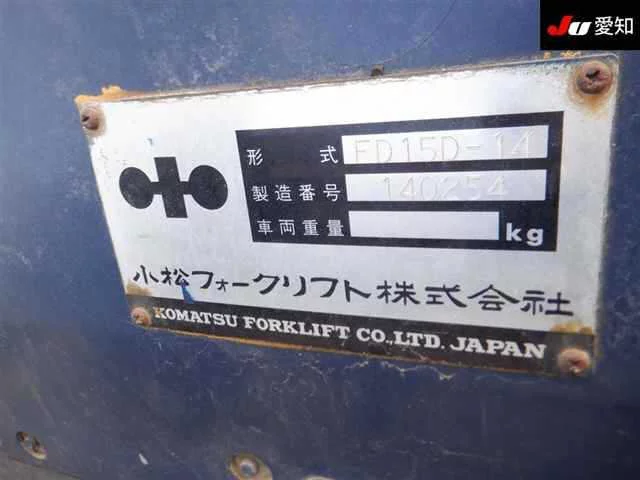 JU 愛知
形式 FD15D-14
製造番号 140254
車両重量 kg
小松フォークリフト株式会社
KOMATSU FORKLIFT CO.,LTD. JAPAN